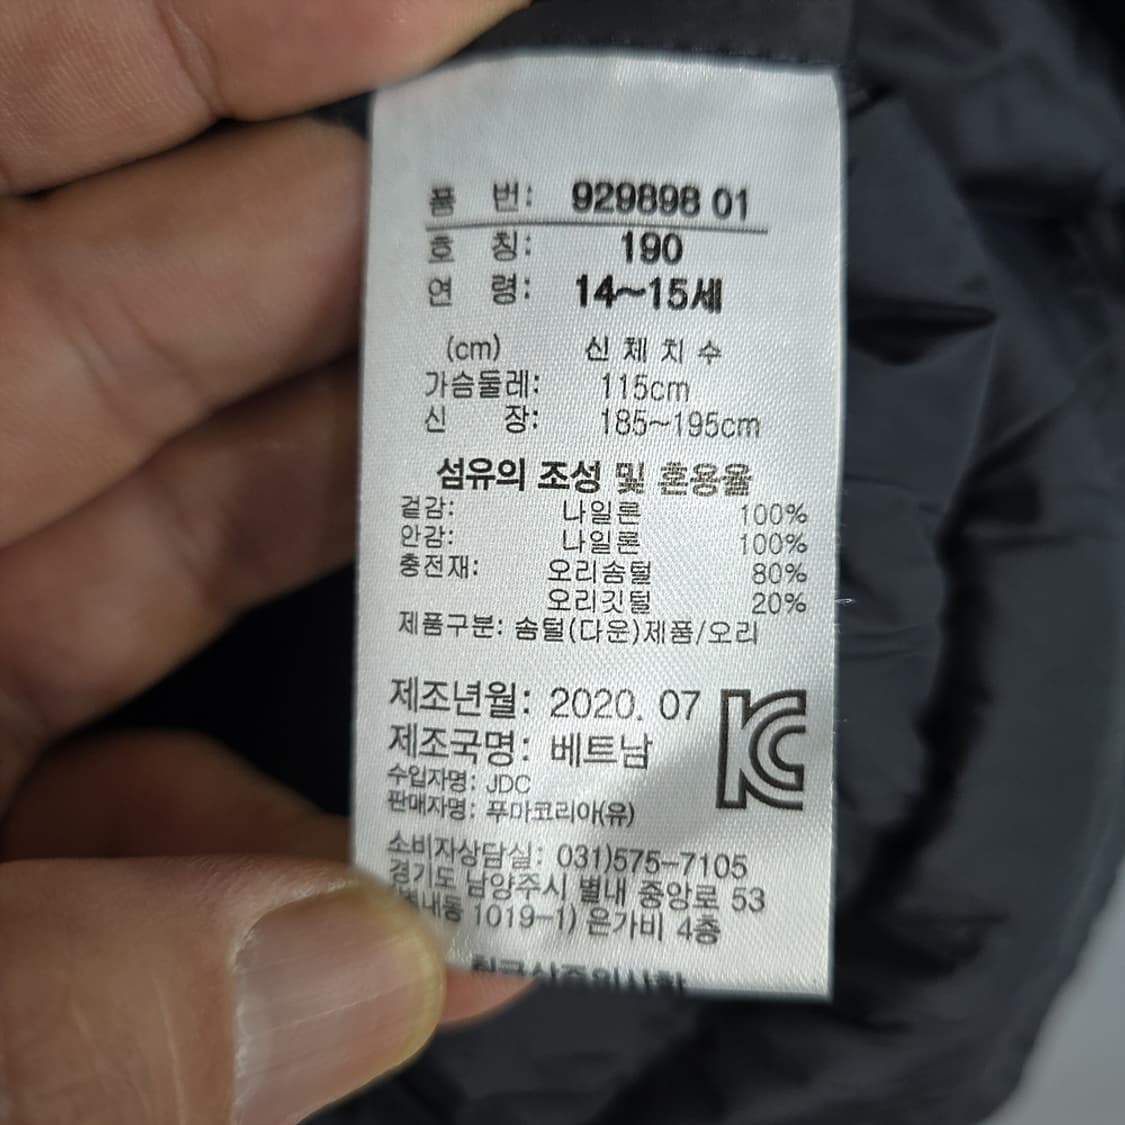 품 번: 929898 01
호 칭: 190
연 령: 14~15세
(cm) 신 체 치 수
가슴둘레: 115cm
신 장: 185~195cm
섬유의 조성 및 혼용율
겉감: 나일론 100%
안감: 나일론 100%
충전재: 오리솜털 80%
오리깃털 20%
제품구분: 솜털(다운)제품/오리
제조년월: 2020. 07
제조국명: 베트남
수입자명: JDC
판매자명: 푸마코리아(유)
소비자상담실: 031)575-7105
경기도 남양주시 별내 중앙로 53
1019-1) 은가비 4층